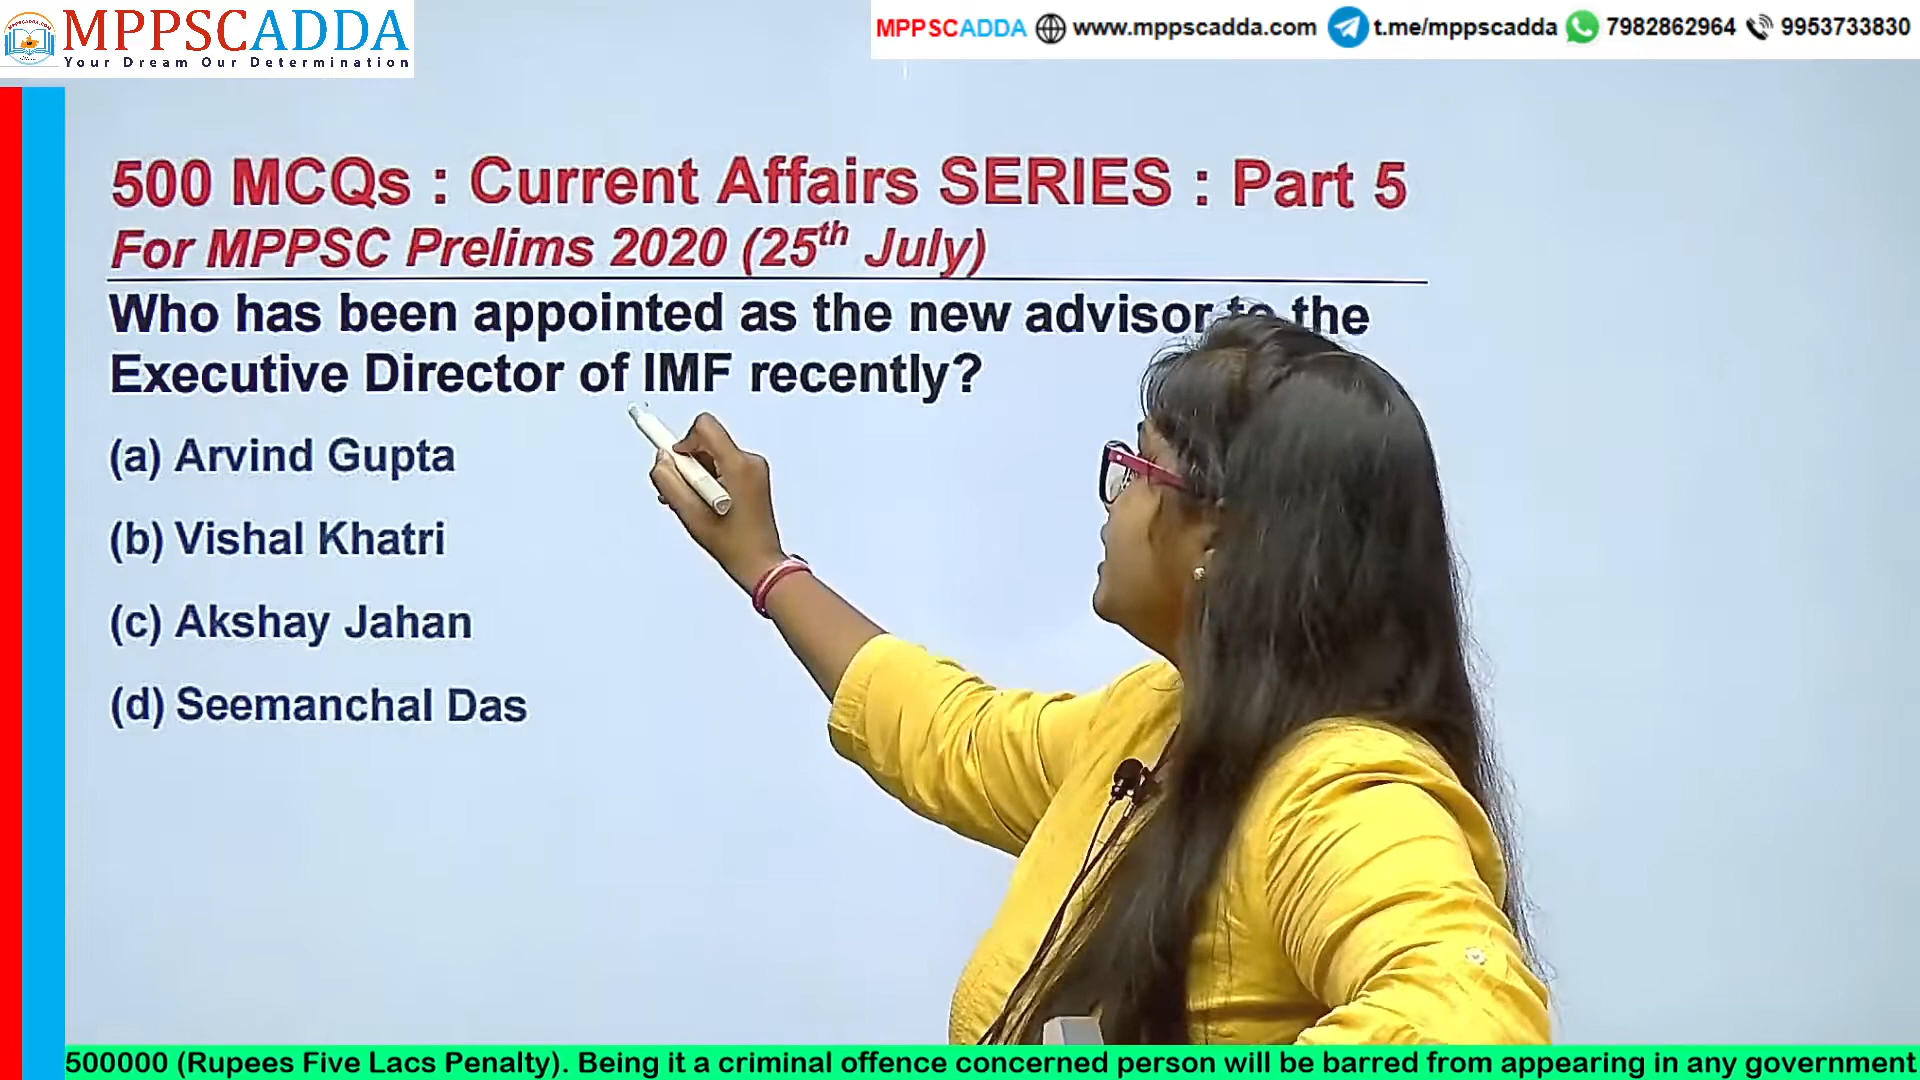 MPPSCADDA
Your Dream Our Determination
MPPSCADDA www.mppscadda.com t.me/mppscadda 7982862964 9953733830
500 MCQs : Current Affairs SERIES : Part 5
For MPPSC Prelims 2020 (25th July)
Who has been appointed as the new advisor to the
Executive Director of IMF recently?
(a) Arvind Gupta
(b) Vishal Khatri
(c) Akshay Jahan
(d) Seemanchal Das
500000 (Rupees Five Lacs Penalty). Being it a criminal offence concerned person will be barred from appearing in any government